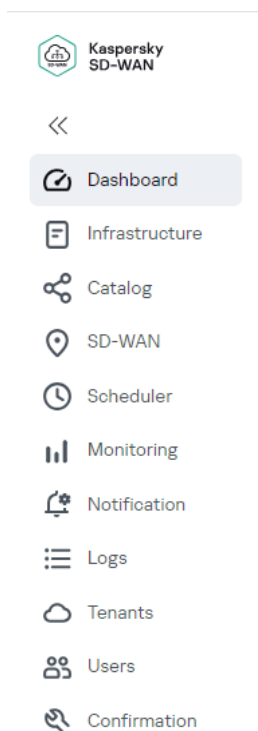 Kaspersky
SD-WAN
Dashboard
Infrastructure
Catalog
SD-WAN
Scheduler
Monitoring
Notification
Logs
Tenants
Users
Confirmation